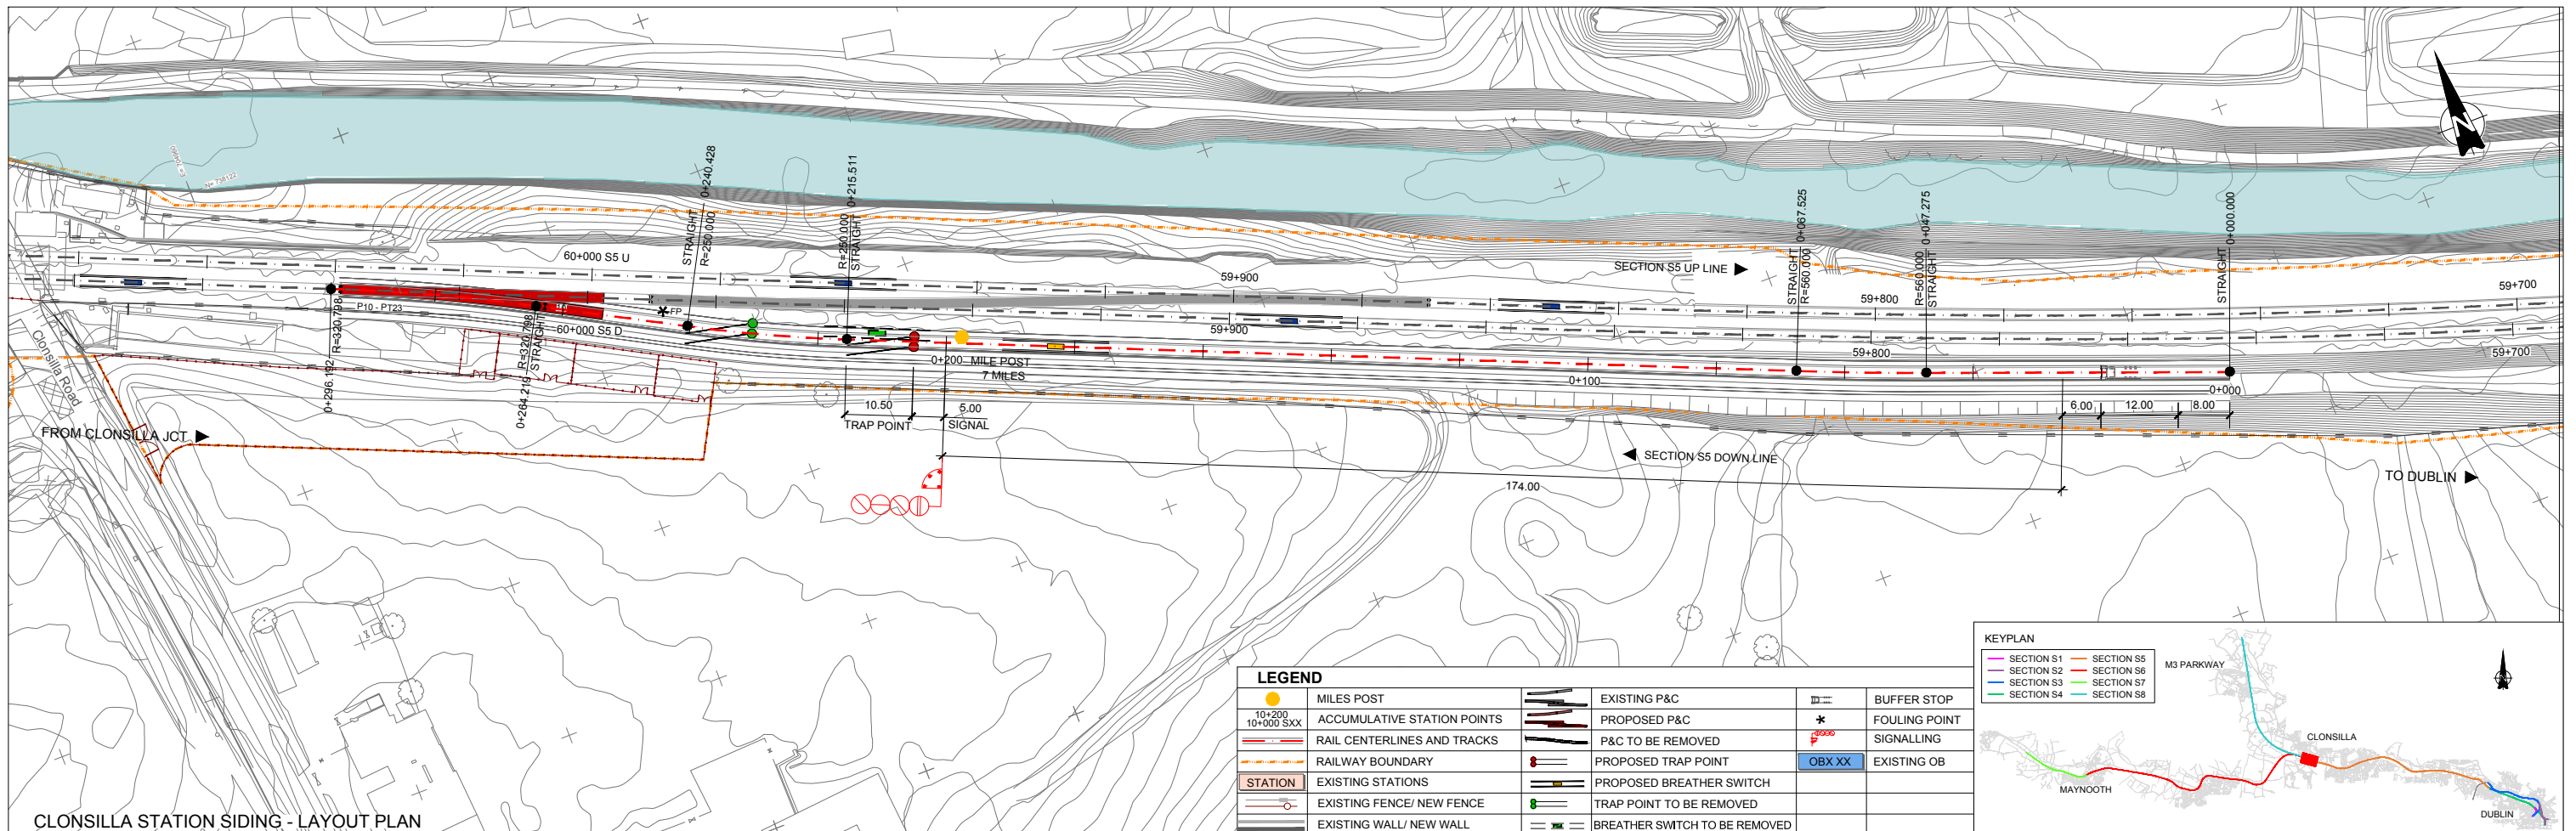 E= 704660
N= 738122
0+240.428
STRAIGHT
R=250.000
0+215.511
R=250.000
STRAIGHT
0+067.525
STRAIGHT
R=560.000
0+047.275
R=560.000
STRAIGHT
0+000.000
STRAIGHT
N
60+000 S5 U
59+900
SECTION S5 UP LINE
59+800
59+700
P10 - PT23
FP
60+000 S5 D
59+900
59+800
59+700
Clonsilla Road
0+296.192
R=320.798
0+264.219
R=320.798
STRAIGHT
0+200
MILE POST
7 MILES
0+100
0+000
10.50
5.00
TRAP POINT
SIGNAL
6.00
12.00
8.00
FROM CLONSILLA JCT
SECTION S5 DOWN LINE
174.00
TO DUBLIN
LEGEND
MILES POST
EXISTING P&C
BUFFER STOP
10+200
10+000 SXX
ACCUMULATIVE STATION POINTS
PROPOSED P&C
FOULING POINT
RAIL CENTERLINES AND TRACKS
P&C TO BE REMOVED
SIGNALLING
RAILWAY BOUNDARY
PROPOSED TRAP POINT
OBX XX
EXISTING OB
STATION
EXISTING STATIONS
PROPOSED BREATHER SWITCH
EXISTING FENCE/ NEW FENCE
TRAP POINT TO BE REMOVED
EXISTING WALL/ NEW WALL
BREATHER SWITCH TO BE REMOVED
KEYPLAN
SECTION S1
SECTION S5
SECTION S2
SECTION S6
SECTION S3
SECTION S7
SECTION S4
SECTION S8
M3 PARKWAY
CLONSILLA
MAYNOOTH
DUBLIN
CLONSILLA STATION SIDING - LAYOUT PLAN